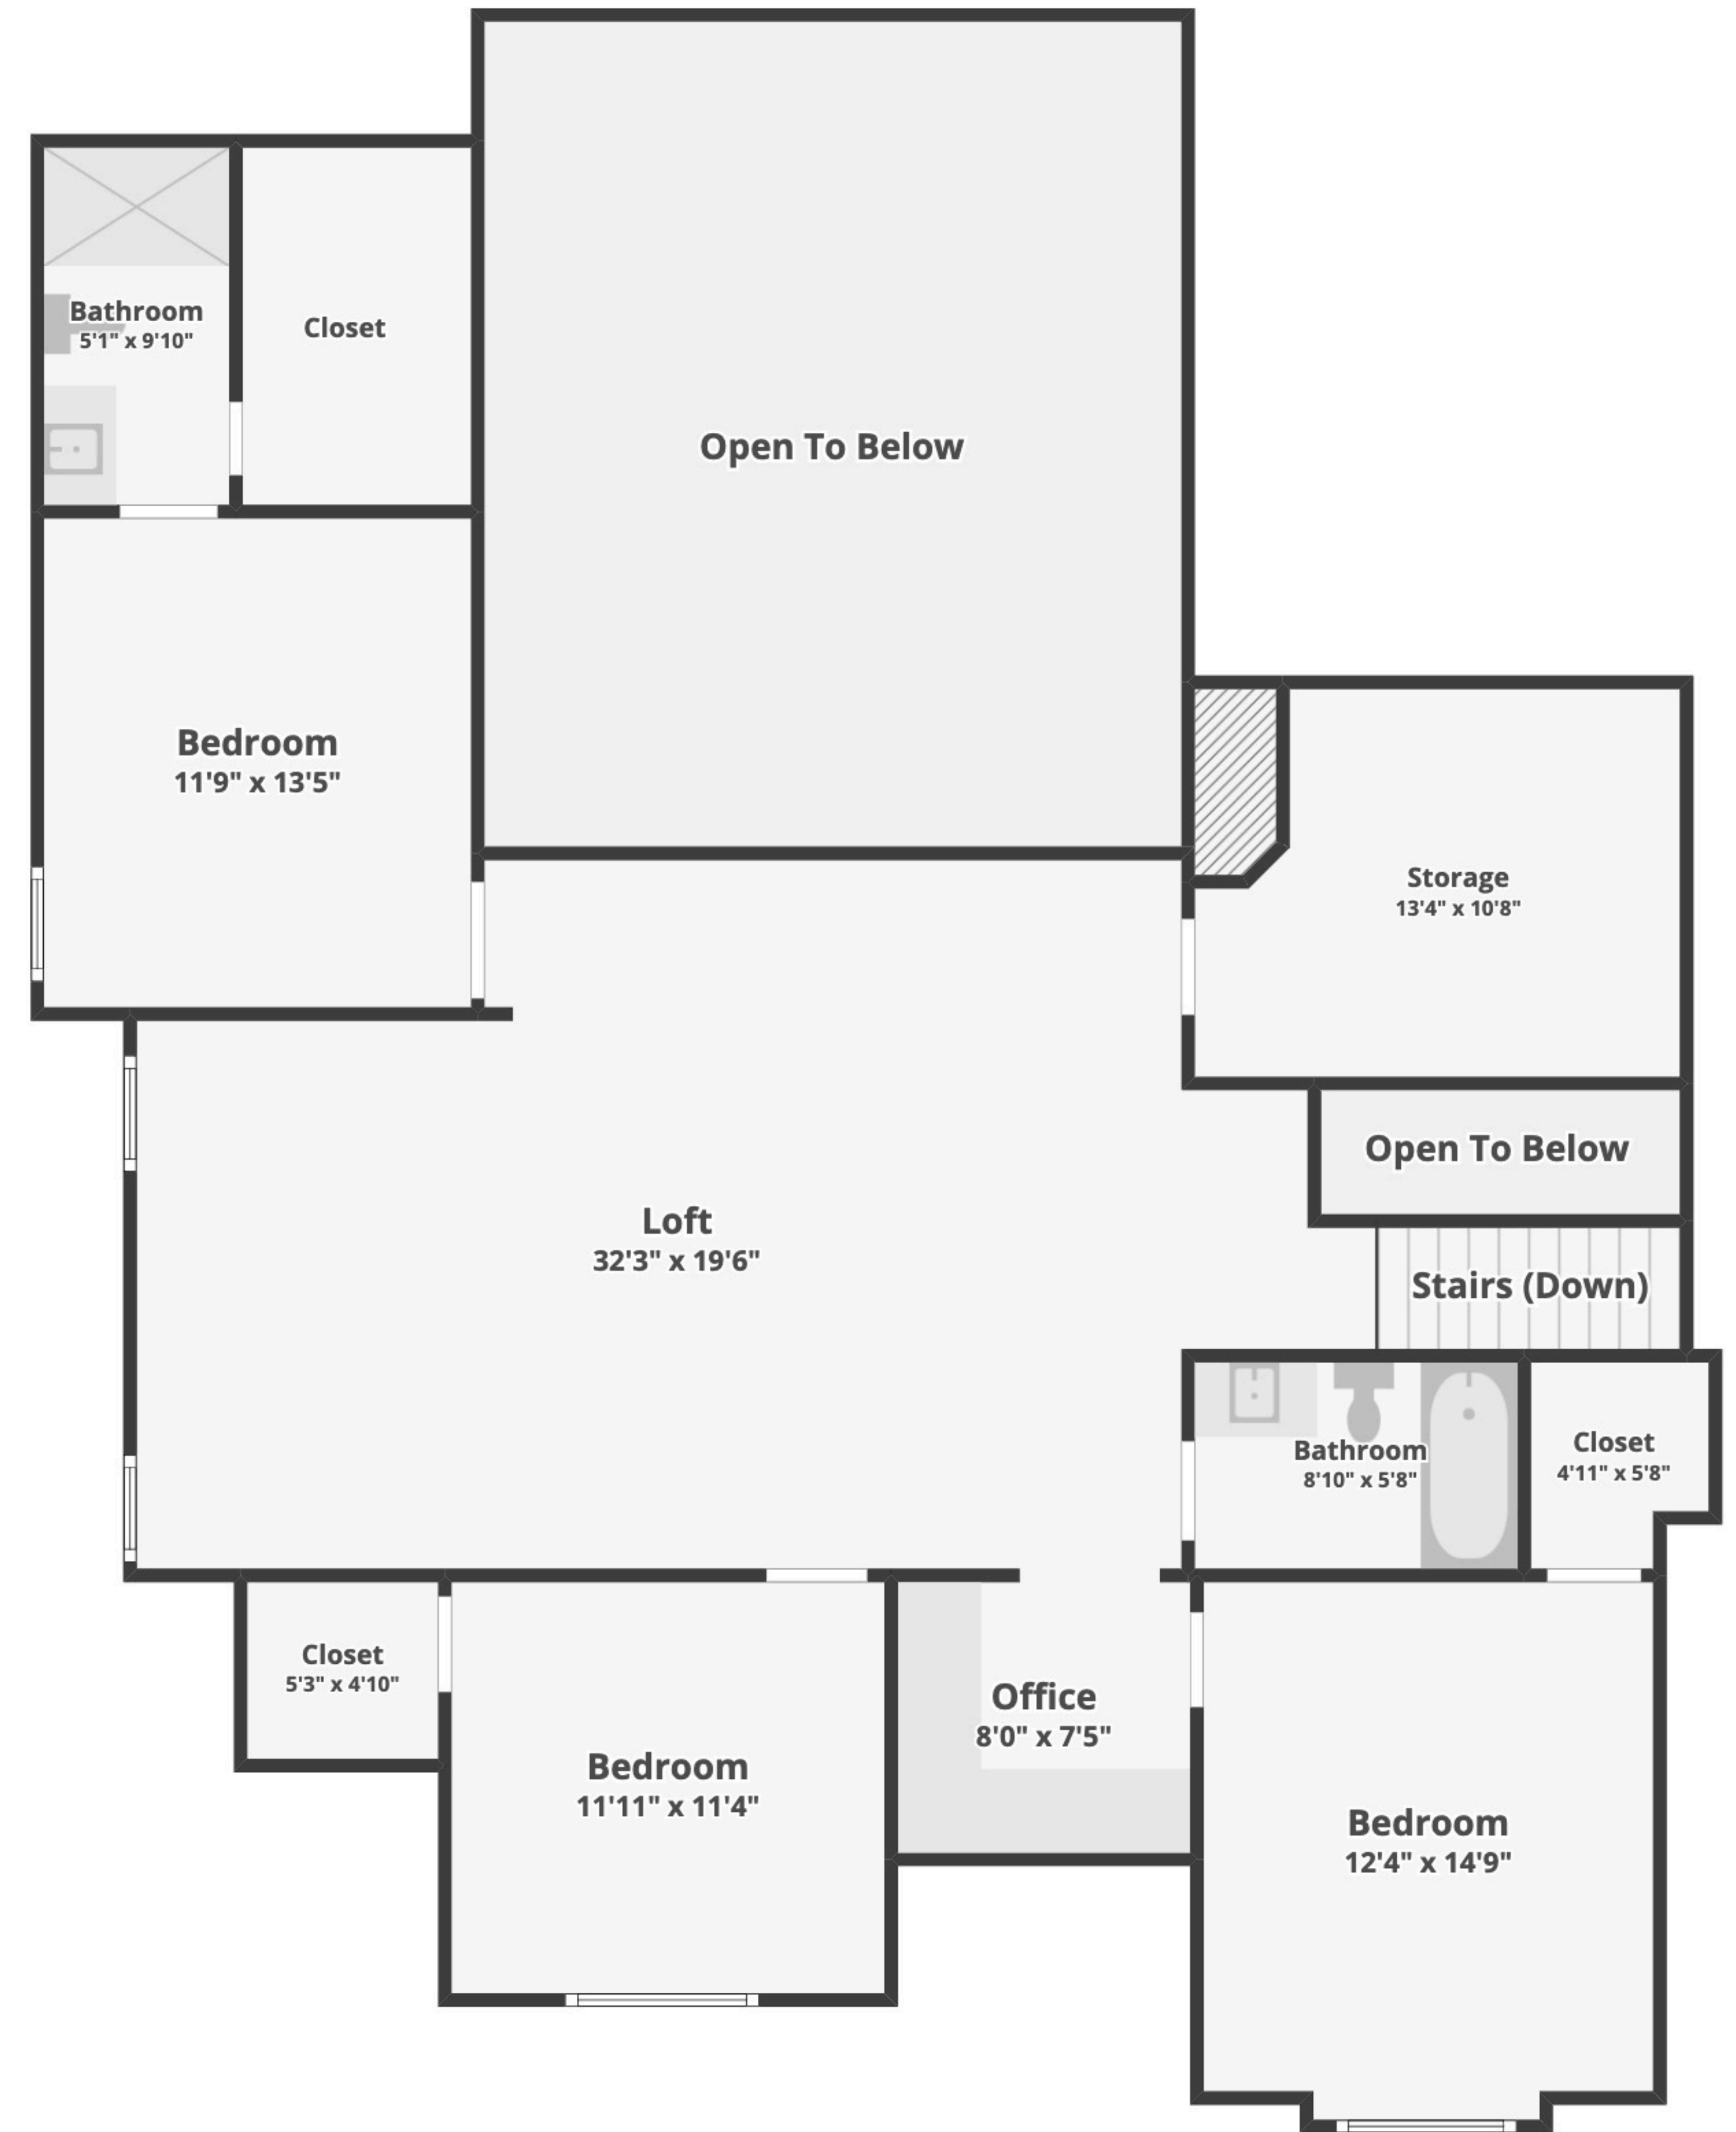 Bathroom
5'1" x 9'10"
Closet
Open To Below
Bedroom
11'9" x 13'5"
Storage
13'4" x 10'8"
Open To Below
Loft
32'3" x 19'6"
Stairs (Down)
Bathroom
8'10" x 5'8"
Closet
4'11" x 5'8"
Closet
5'3" x 4'10"
Office
8'0" x 7'5"
Bedroom
11'11" x 11'4"
Bedroom
12'4" x 14'9"